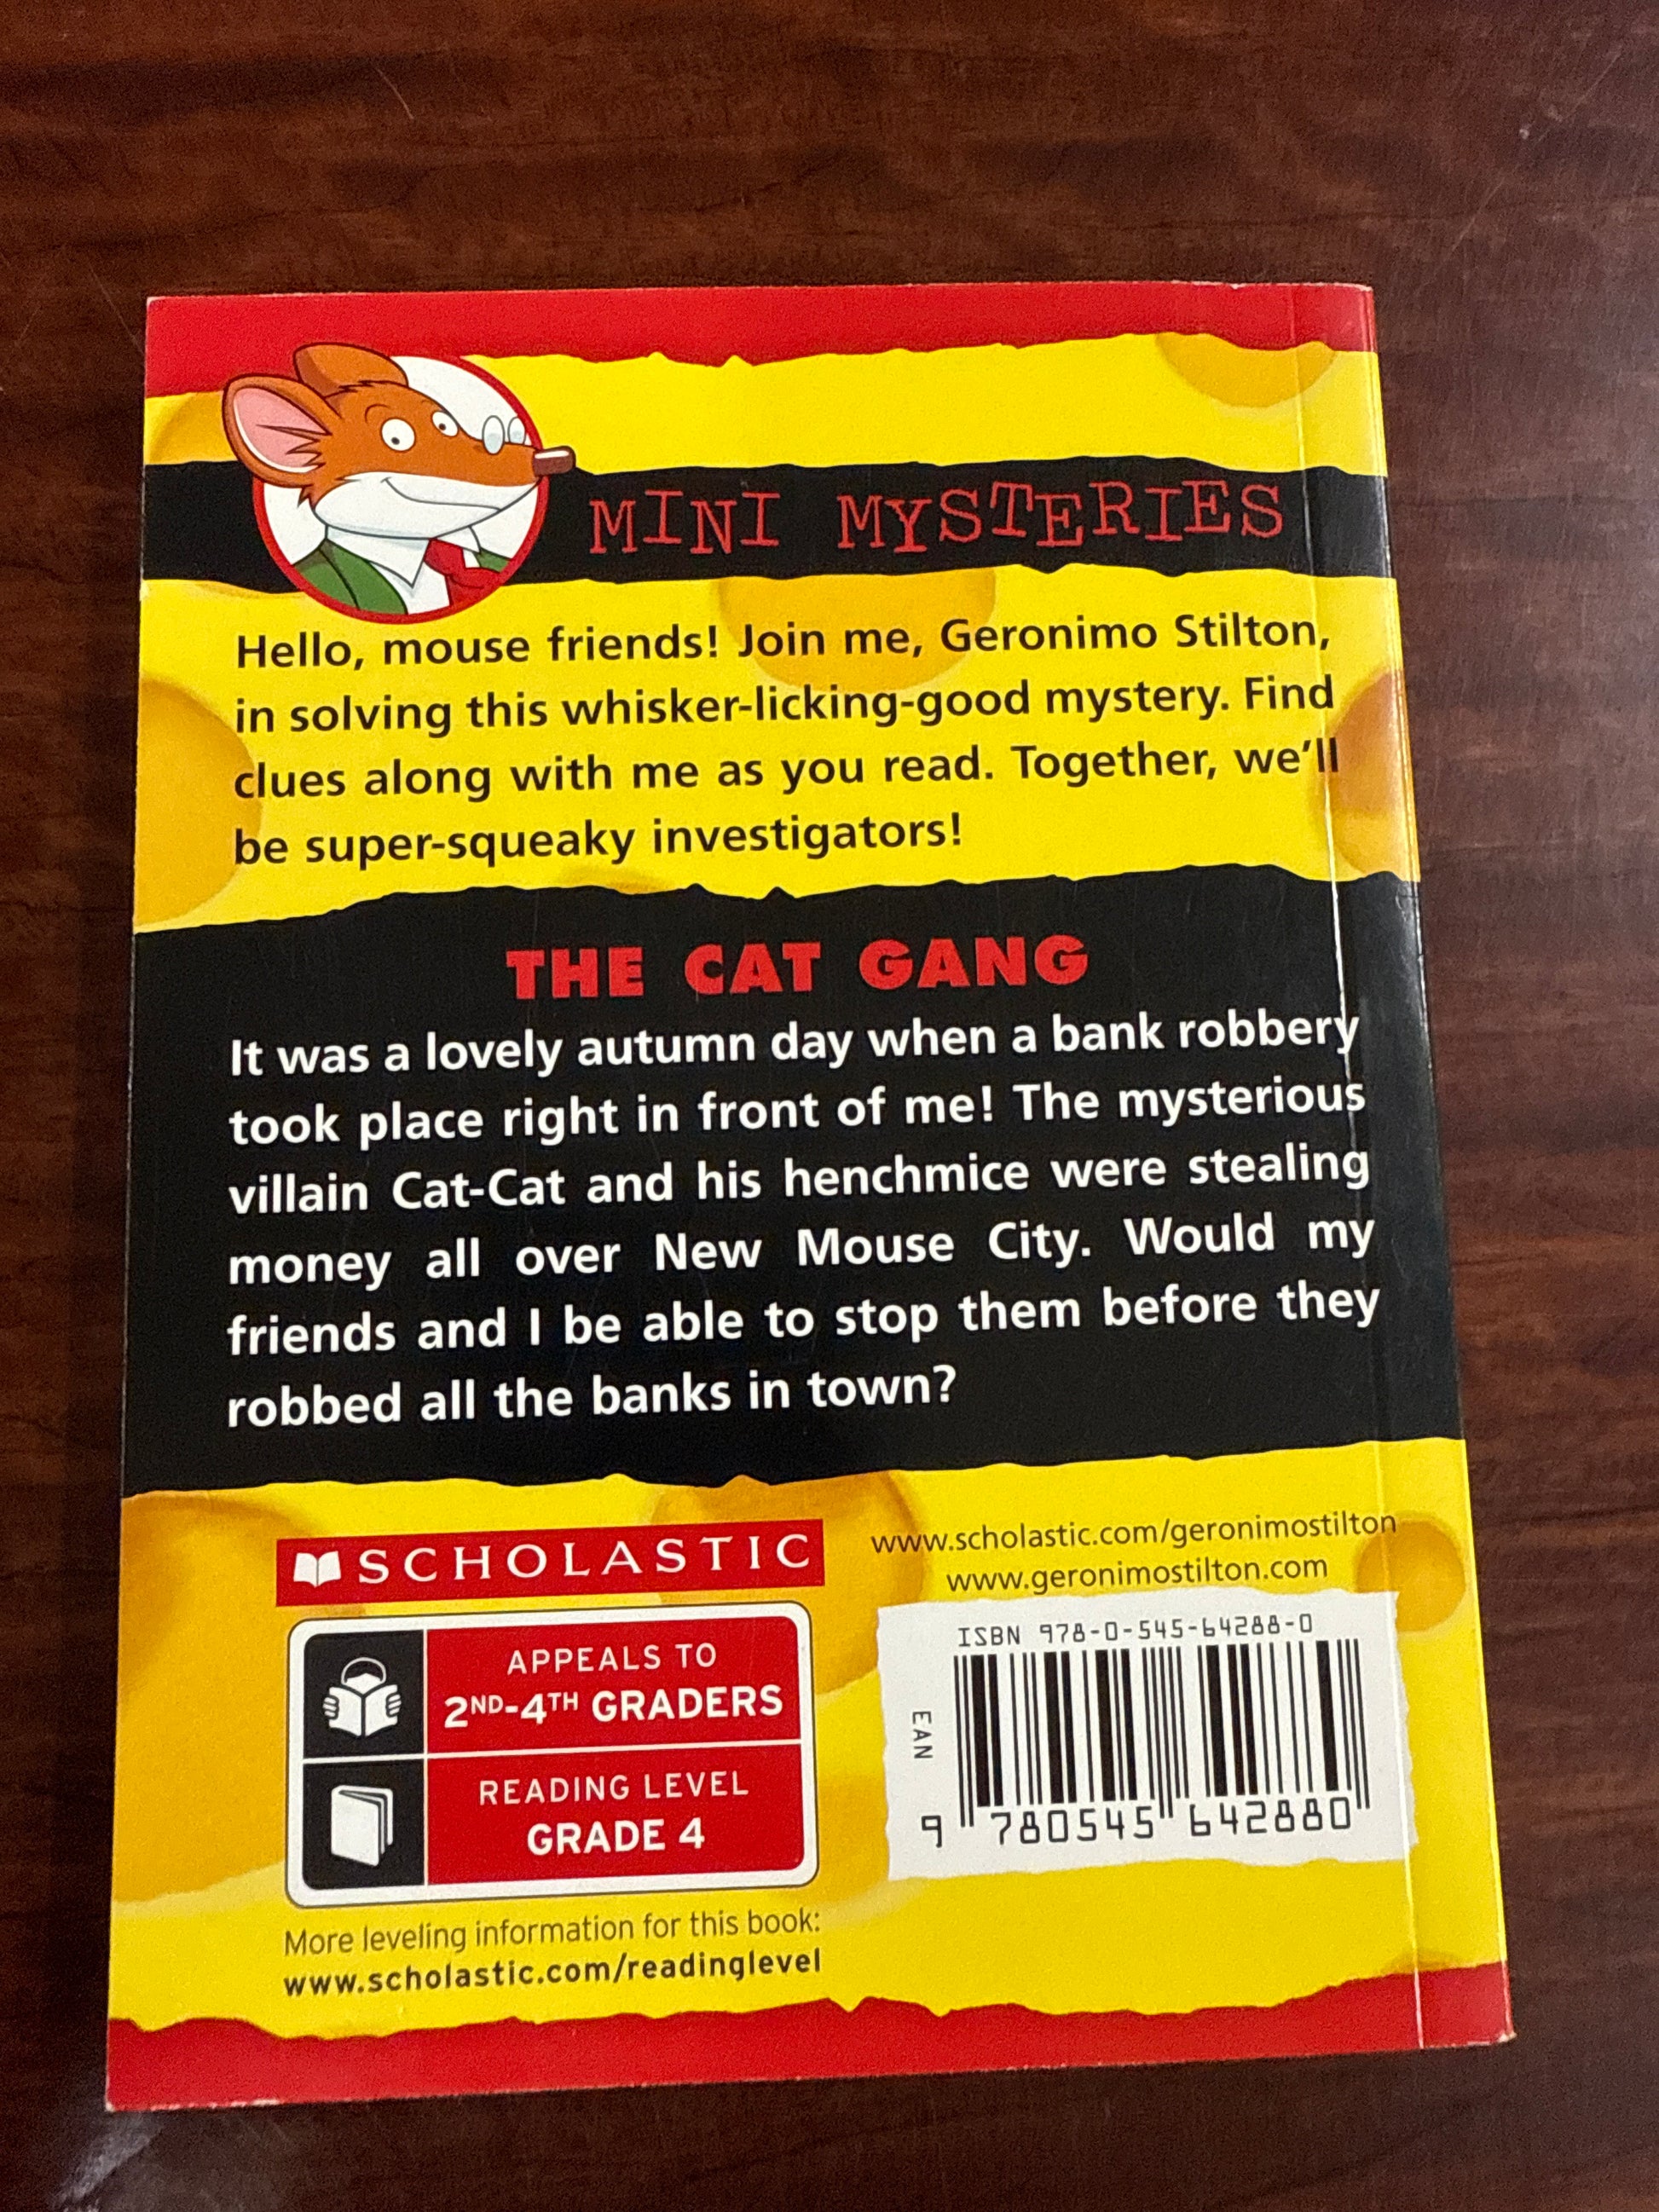 MINI MYSTERIES
Hello, mouse friends! Join me, Geronimo Stilton,
in solving this whisker-licking-good mystery. Find
clues along with me as you read. Together, we'll
be super-squeaky investigators!
THE CAT GANG
It was a lovely autumn day when a bank robbery
took place right in front of me! The mysterious
villain Cat-Cat and his henchmice were stealing
money all over New Mouse City. Would my
friends and I be able to stop them before they
robbed all the banks in town?
SCHOLASTIC
APPEALS TO
2ND-4TH GRADERS
READING LEVEL
GRADE 4
More leveling information for this book:
www.scholastic.com/readinglevel
www.scholastic.com/geronimostilton
www.geronimostilton.com
ISBN 978-0-545-64288-0
EAN
9 780545 642880